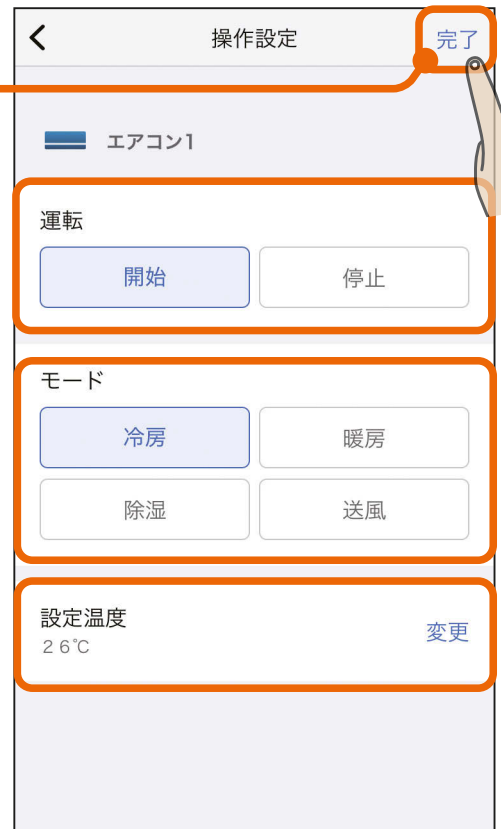 操作設定 完了
エアコン1
運転
開始 停止
モード
冷房 暖房
除湿 送風
設定温度
26℃ 変更